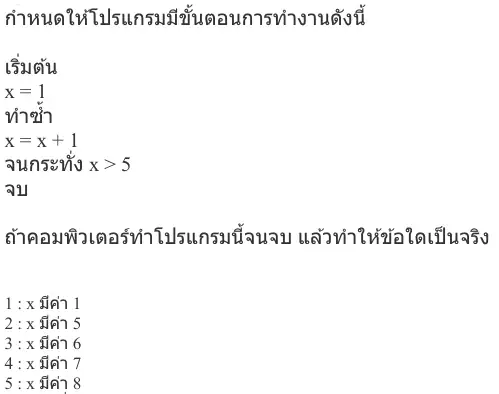 กำหนดให้โปรแกรมมีขั้นตอนการทำงานดังนี้
เริ่มต้น
x = 1
ทำซ้ำ
x = x + 1
จนกระทั่ง x > 5
จบ
ถ้าคอมพิวเตอร์ทำโปรแกรมนี้จนจบ แล้วทำให้ข้อใดเป็นจริง
1 : x มีค่า 1
2 : x มีค่า 5
3 : x มีค่า 6
4 : x มีค่า 7
5 : x มีค่า 8